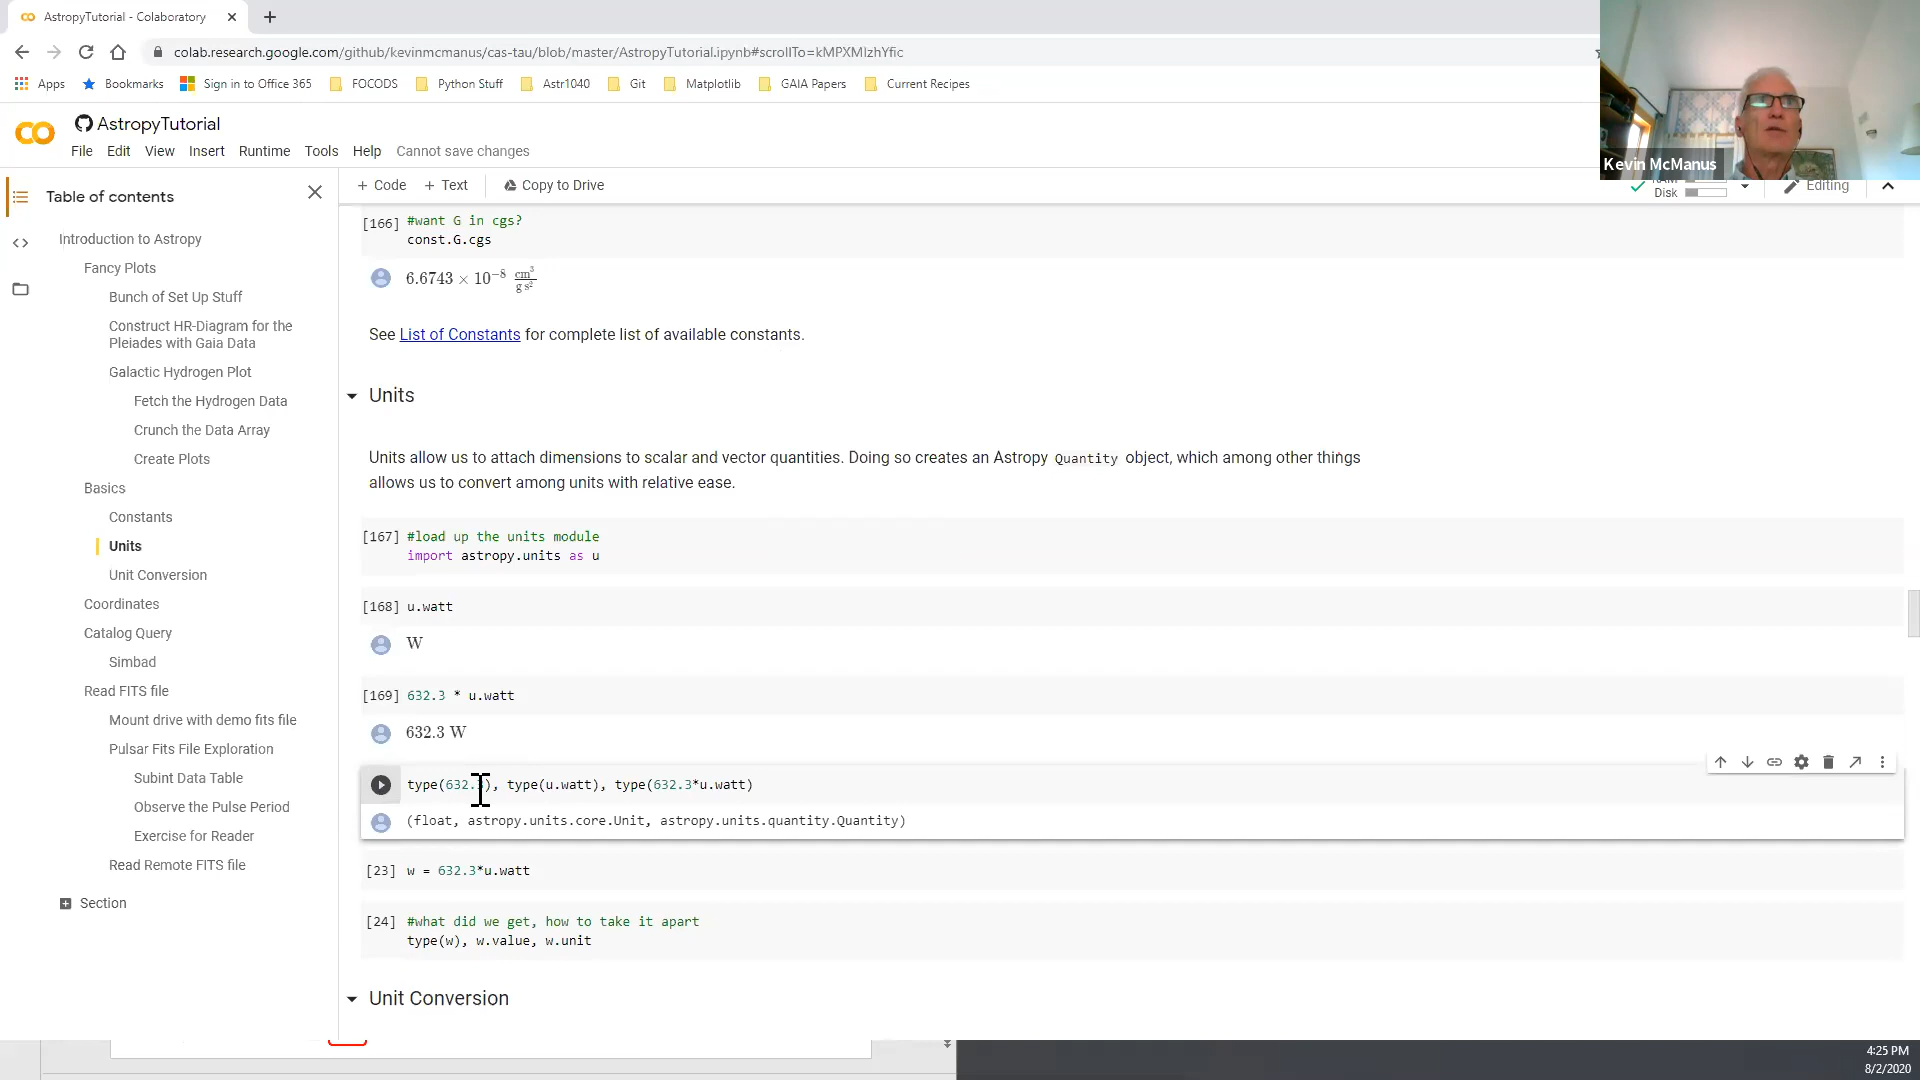 AstropyTutorial - Colaboratory
colab.research.google.com/github/kevinmcmanus/cas-tau/blob/master/AstropyTutorial.ipynb#scrollTo=kMPXMIzhYfic
Apps Bookmarks Sign in to Office 365 FOCODS Python Stuff Astr1040 Git Matplotlib GAIA Papers Current Recipes
Kevin McManus
AstropyTutorial
File Edit View Insert Runtime Tools Help Cannot save changes
+ Code + Text Copy to Drive
Disk
Editing
Table of contents
Introduction to Astropy
Fancy Plots
Bunch of Set Up Stuff
Construct HR-Diagram for the
Pleiades with Gaia Data
Galactic Hydrogen Plot
Fetch the Hydrogen Data
Crunch the Data Array
Create Plots
Basics
Constants
Units
Unit Conversion
Coordinates
Catalog Query
Simbad
Read FITS file
Mount drive with demo fits file
Pulsar Fits File Exploration
Subint Data Table
Observe the Pulse Period
Exercise for Reader
Read Remote FITS file
Section
[166] #want G in cgs?
const.G.cgs
6.6743 × 10⁻⁸ cm³/g s²
See List of Constants for complete list of available constants.
Units
Units allow us to attach dimensions to scalar and vector quantities. Doing so creates an Astropy Quantity object, which among other things
allows us to convert among units with relative ease.
[167] #load up the units module
import astropy.units as u
[168] u.watt
W
[169] 632.3 * u.watt
632.3 W
type(632.3), type(u.watt), type(632.3*u.watt)
(float, astropy.units.core.Unit, astropy.units.quantity.Quantity)
[23] w = 632.3*u.watt
[24] #what did we get, how to take it apart
type(w), w.value, w.unit
Unit Conversion
4:25 PM
8/2/2020